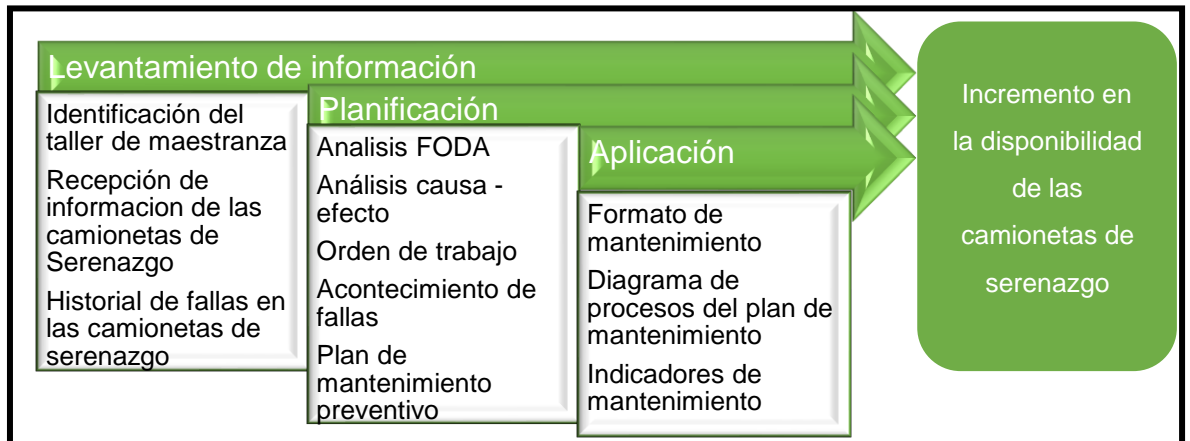 Levantamiento de información
Identificación del
taller de maestranza
Recepción de
informacion de las
camionetas de
Serenazgo
Historial de fallas en
las camionetas de
serenazgo
Planificación
Analisis FODA
Análisis causa -
efecto
Orden de trabajo
Acontecimiento de
fallas
Plan de
mantenimiento
preventivo
Aplicación
Formato de
mantenimiento
Diagrama de
procesos del plan de
mantenimiento
Indicadores de
mantenimiento
Incremento en
la disponibilidad
de las
camionetas de
serenazgo